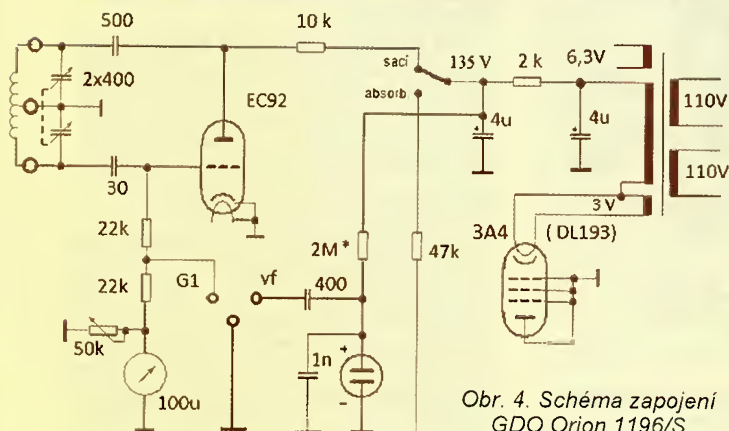 500
10 k
sací
135 V
2 k
6,3V
2x400
absorb.
EC92
4u
4u
110V
30
110V
22k
3 V
3A4
(DL193)
22k
G1
vf
2M*
400
47k
50k
1n
+
-
100u
Obr. 4. Schéma zapojení
GDO Orion 1196/S